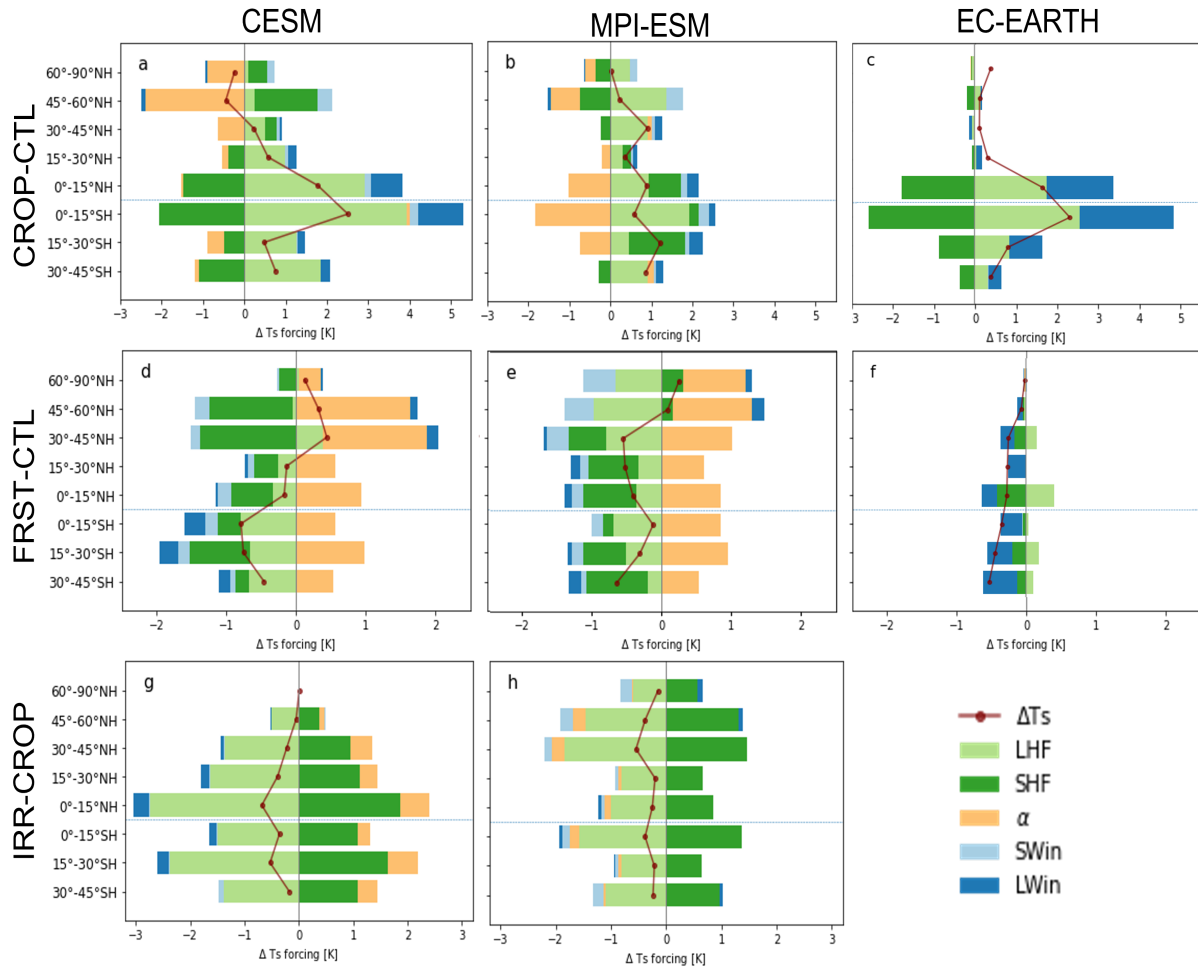 CESM
MPI-ESM
EC-EARTH
CROP-CTL
a
60°-90°NH
45°-60°NH
30°-45°NH
15°-30°NH
0°-15°NH
0°-15°SH
15°-30°SH
30°-45°SH
−3 −2 −1 0 1 2 3 4 5
Δ Ts forcing [K]
b
−3 −2 −1 0 1 2 3 4 5
Δ Ts forcing [K]
c
−3 −2 −1 0 1 2 3 4 5
Δ Ts forcing [K]
FRST-CTL
d
60°-90°NH
45°-60°NH
30°-45°NH
15°-30°NH
0°-15°NH
0°-15°SH
15°-30°SH
30°-45°SH
−2 −1 0 1 2
Δ Ts forcing [K]
e
−2 −1 0 1 2
Δ Ts forcing [K]
f
−2 −1 0 1 2
Δ Ts forcing [K]
IRR-CROP
g
60°-90°NH
45°-60°NH
30°-45°NH
15°-30°NH
0°-15°NH
0°-15°SH
15°-30°SH
30°-45°SH
−3 −2 −1 0 1 2 3
Δ Ts forcing [K]
h
−3 −2 −1 0 1 2 3
Δ Ts forcing [K]
ΔTs
LHF
SHF
α
SWin
LWin